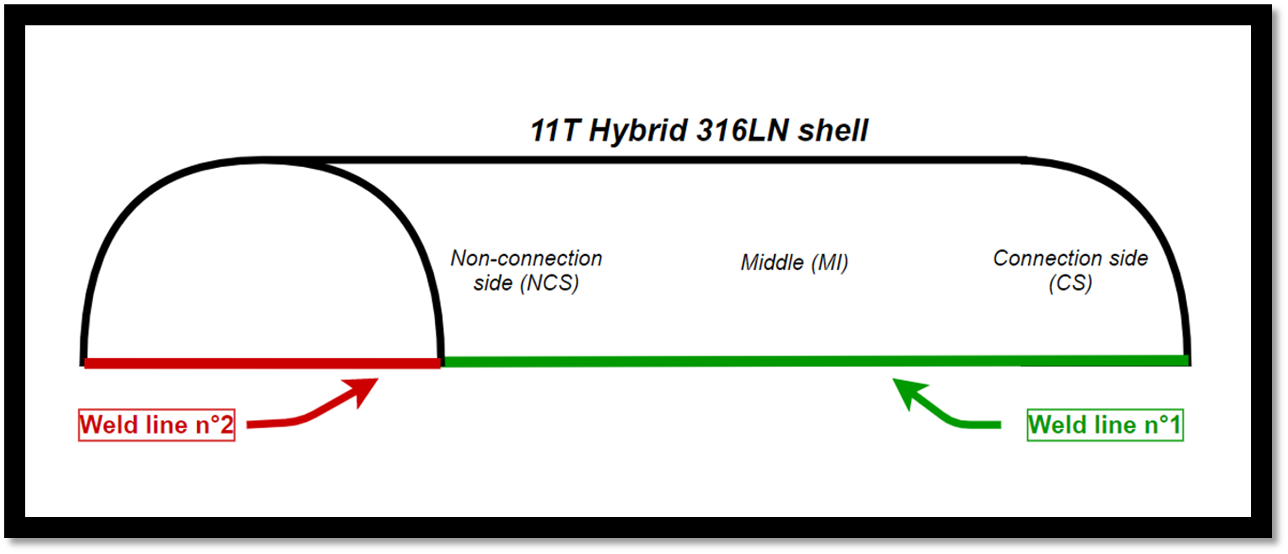 11T Hybrid 316LN shell
Non-connection
side (NCS)
Middle (MI)
Connection side
(CS)
Weld line n°2
Weld line n°1